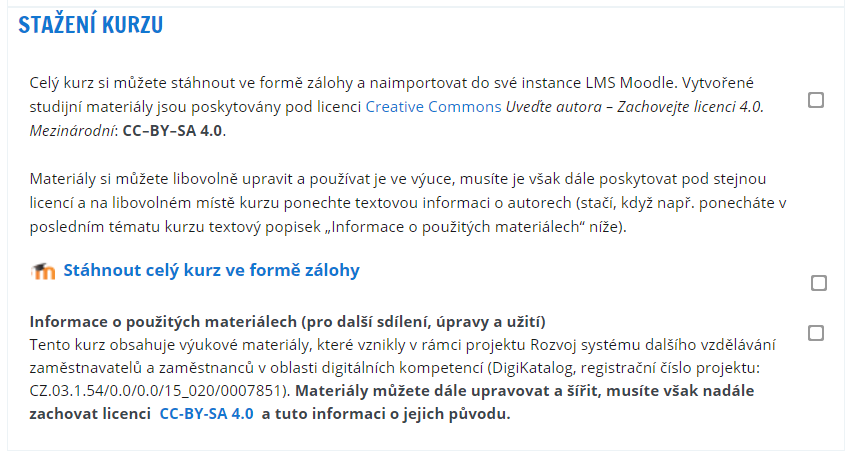 STAŽENÍ KURZU
Celý kurz si můžete stáhnout ve formě zálohy a naimportovat do své instance LMS Moodle. Vytvořené
studijní materiály jsou poskytovány pod licencí Creative Commons Uveďte autora – Zachovejte licenci 4.0.
Mezinárodní: CC–BY–SA 4.0.
Materiály si můžete libovolně upravit a používat je ve výuce, musíte je však dále poskytovat pod stejnou
licencí a na libovolném místě kurzu ponechte textovou informaci o autorech (stačí, když např. ponecháte v
posledním tématu kurzu textový popisek „Informace o použitých materiálech“ níže).
Stáhnout celý kurz ve formě zálohy
Informace o použitých materiálech (pro další sdílení, úpravy a užití)
Tento kurz obsahuje výukové materiály, které vznikly v rámci projektu Rozvoj systému dalšího vzdělávání
zaměstnavatelů a zaměstnanců v oblasti digitálních kompetencí (DigiKatalog, registrační číslo projektu:
CZ.03.1.54/0.0/0.0/15_020/0007851). Materiály můžete dále upravovat a šířit, musíte však nadále
zachovat licenci CC-BY-SA 4.0 a tuto informaci o jejich původu.